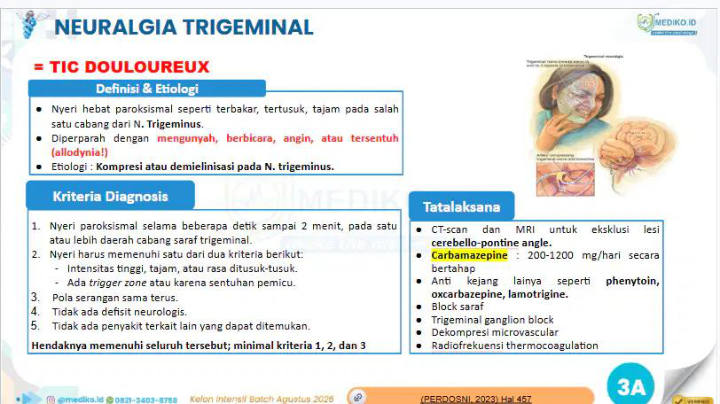 NEURALGIA TRIGEMINAL
MEDIKO.ID
= TIC DOULOUREUX
Definisi & Etiologi
● Nyeri hebat paroksismal seperti terbakar, tertusuk, tajam pada salah
satu cabang dari N. Trigeminus.
● Diperparah dengan mengunyah, berbicara, angin, atau tersentuh
(allodynia!)
● Etiologi : Kompresi atau demielinisasi pada N. trigeminus.
Trigeminal neuralgia
Kriteria Diagnosis
1. Nyeri paroksismal selama beberapa detik sampai 2 menit, pada satu
atau lebih daerah cabang saraf trigeminal.
2. Nyeri harus memenuhi satu dari dua kriteria berikut:
- Intensitas tinggi, tajam, atau rasa ditusuk-tusuk.
- Ada trigger zone atau karena sentuhan pemicu.
3. Pola serangan sama terus.
4. Tidak ada defisit neurologis.
5. Tidak ada penyakit terkait lain yang dapat ditemukan.
Hendaknya memenuhi seluruh tersebut; minimal kriteria 1, 2, dan 3
Tatalaksana
● CT-scan dan MRI untuk eksklusi lesi
cerebello-pontine angle.
● Carbamazepine : 200-1200 mg/hari secara
bertahap
● Anti kejang lainya seperti phenytoin,
oxcarbazepine, lamotrigine.
● Block saraf
● Trigeminal ganglion block
● Dekompresi microvascular
● Radiofrekuensi thermocoagulation
3A
@mediko.id 0821-3403-8758 Kelon Intensif Batch Agustus 2026
(PERDOSNI, 2023) Hal 457